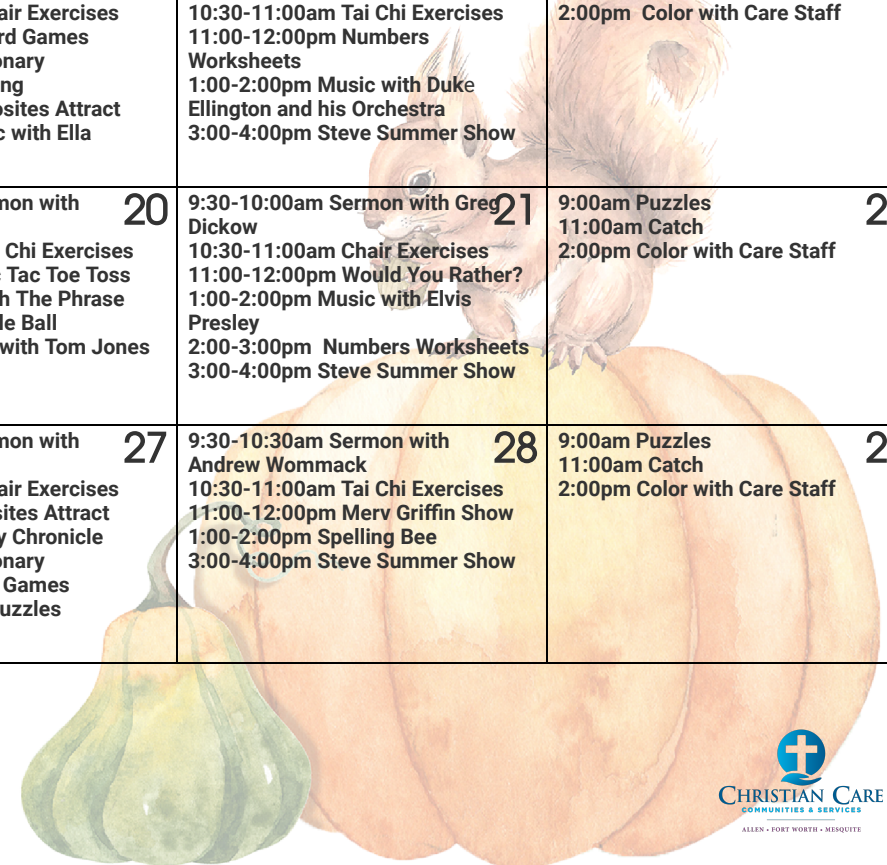 air Exercises
rd Games
onary
ng
osites Attract
c with Ella
10:30-11:00am Tai Chi Exercises
11:00-12:00pm Numbers
Worksheets
1:00-2:00pm Music with Duke
Ellington and his Orchestra
3:00-4:00pm Steve Summer Show
2:00pm  Color with Care Staff
mon with
20
Chi Exercises
Tac Toe Toss
h The Phrase
le Ball
with Tom Jones
9:30-10:00am Sermon with Greg
21
Dickow
10:30-11:00am Chair Exercises
11:00-12:00pm Would You Rather?
1:00-2:00pm Music with Elvis
Presley
2:00-3:00pm  Numbers Worksheets
3:00-4:00pm Steve Summer Show
9:00am Puzzles
2
11:00am Catch
2:00pm Color with Care Staff
mon with
27
air Exercises
sites Attract
y Chronicle
onary
Games
uzzles
9:30-10:30am Sermon with
28
Andrew Wommack
10:30-11:00am Tai Chi Exercises
11:00-12:00pm Merv Griffin Show
1:00-2:00pm Spelling Bee
3:00-4:00pm Steve Summer Show
9:00am Puzzles
2
11:00am Catch
2:00pm Color with Care Staff
CHRISTIAN CARE
COMMUNITIES & SERVICES
ALLEN • FORT WORTH • MESQUITE